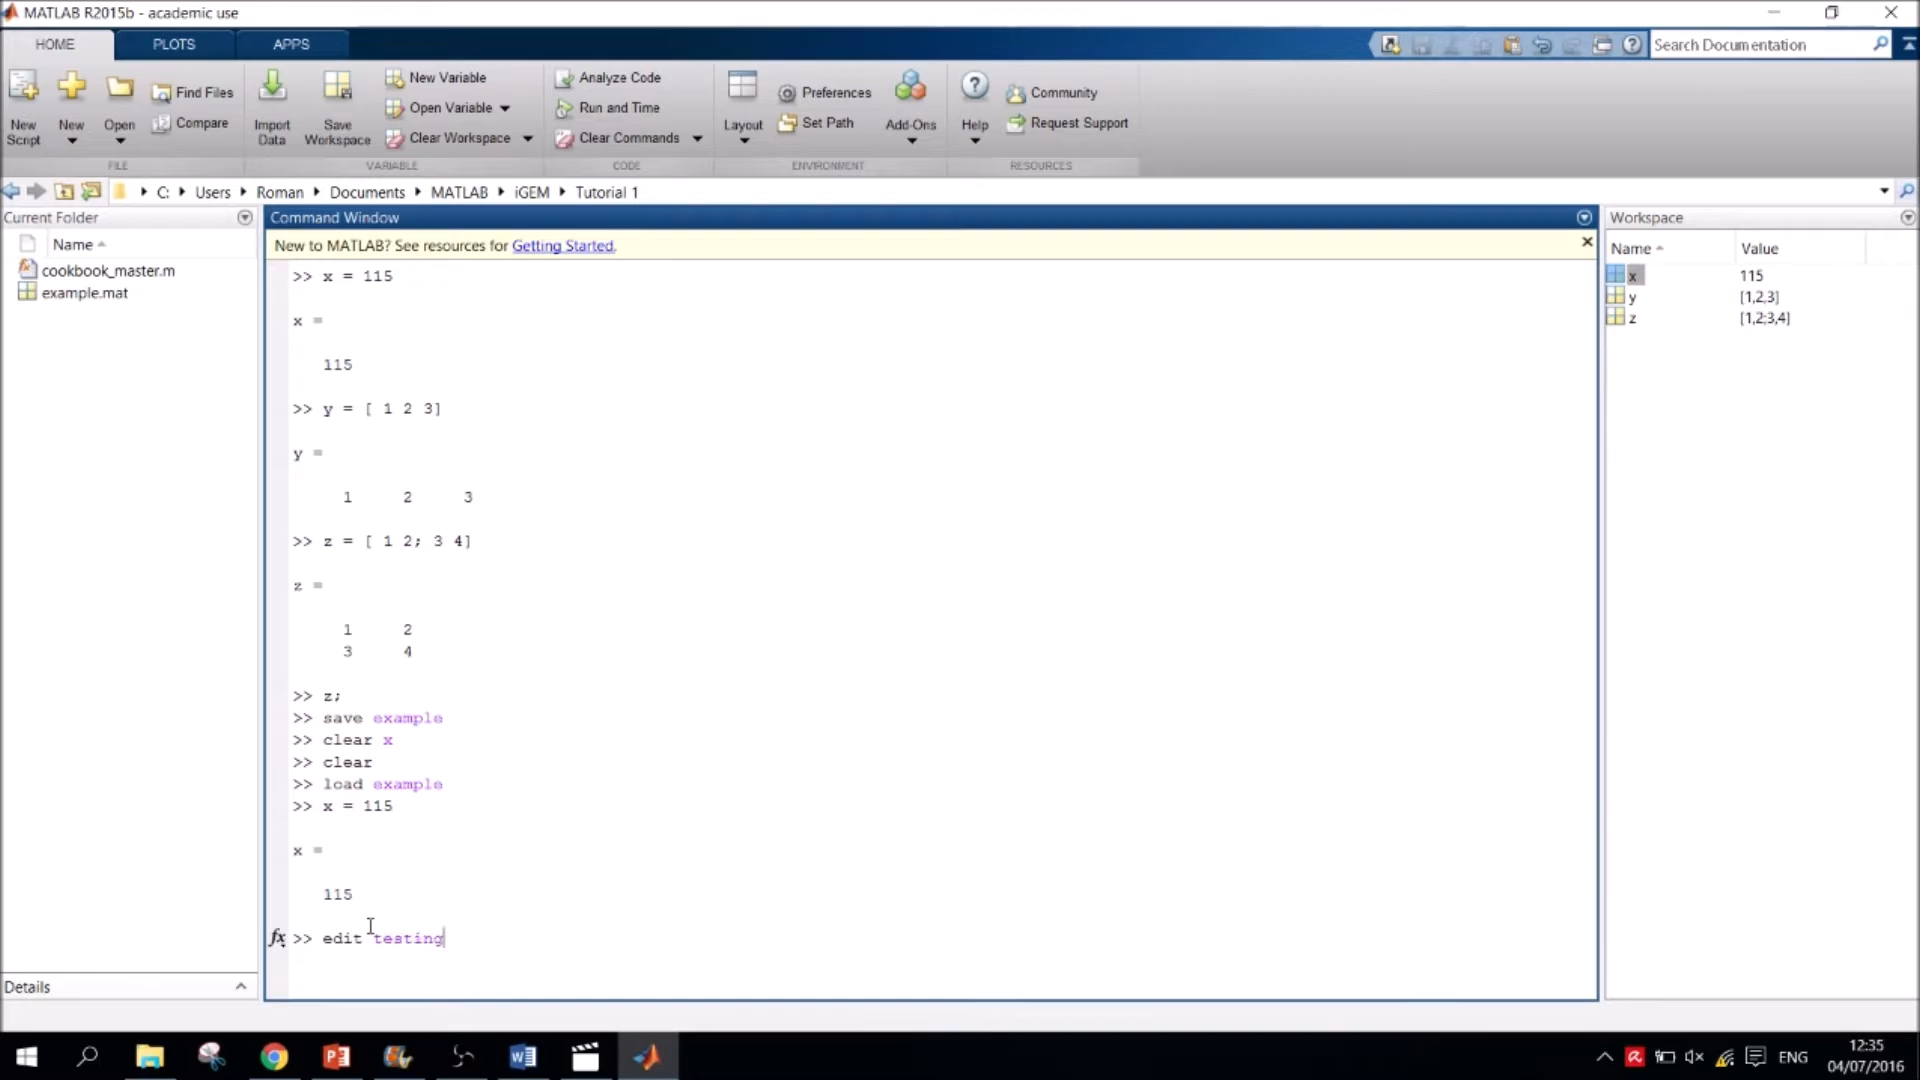 MATLAB R2015b - academic use
HOME PLOTS APPS
Search Documentation
New Script
New
Open
Find Files
Compare
FILE
Import Data
Save Workspace
New Variable
Open Variable
Clear Workspace
VARIABLE
Analyze Code
Run and Time
Clear Commands
CODE
Layout
Preferences
Set Path
Add-Ons
ENVIRONMENT
Help
Community
Request Support
RESOURCES
C: Users Roman Documents MATLAB iGEM Tutorial 1
Current Folder
Name
cookbook_master.m
example.mat
Details
Command Window
New to MATLAB? See resources for Getting Started.
>> x = 115
x =
115
>> y = [ 1 2 3]
y =
1 2 3
>> z = [ 1 2; 3 4]
z =
1 2
3 4
>> z;
>> save example
>> clear x
>> clear
>> load example
>> x = 115
x =
115
fx >> edit testing
Workspace
Name Value
x 115
y [1,2,3]
z [1,2;3,4]
ENG
12:35
04/07/2016